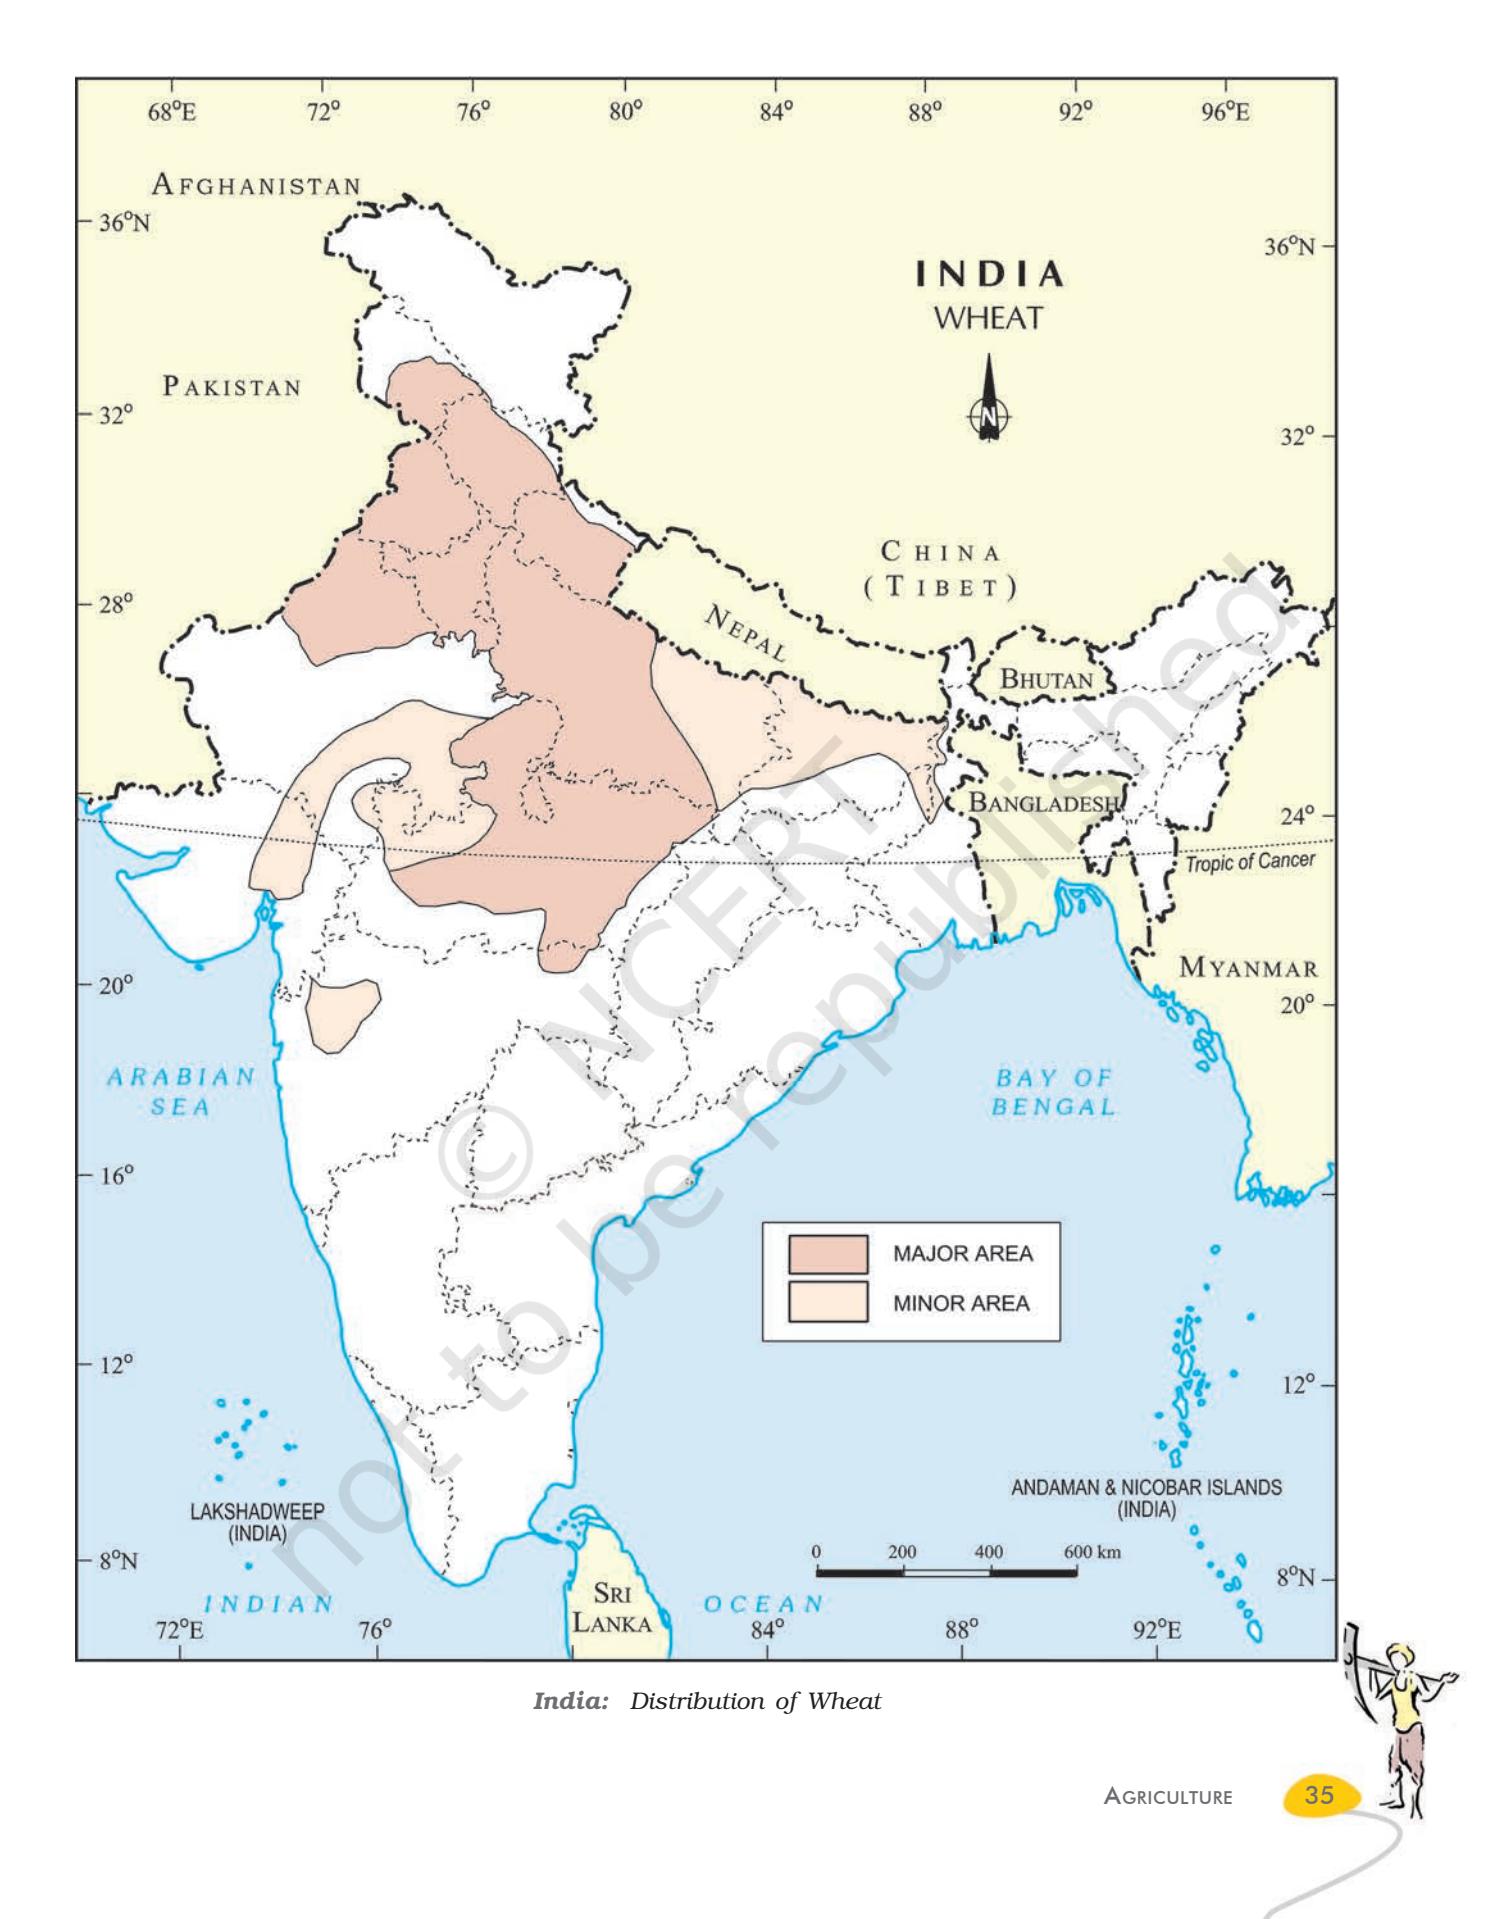 68°E 72° 76° 80° 84° 88° 92° 96°E
AFGHANISTAN
36°N
36°N
INDIA
WHEAT
N
PAKISTAN
32°
32°
CHINA
(TIBET)
NEPAL
28°
BHUTAN
BANGLADESH
24°
Tropic of Cancer
MYANMAR
20°
20°
ARABIAN
SEA
BAY OF
BENGAL
16°
MAJOR AREA
MINOR AREA
12°
12°
LAKSHADWEEP
(INDIA)
ANDAMAN & NICOBAR ISLANDS
(INDIA)
0 200 400 600 km
8°N
8°N
SRI
LANKA
INDIAN OCEAN
72°E 76° 84° 88° 92°E
© NCERT
not to be republished
India: Distribution of Wheat
AGRICULTURE 35